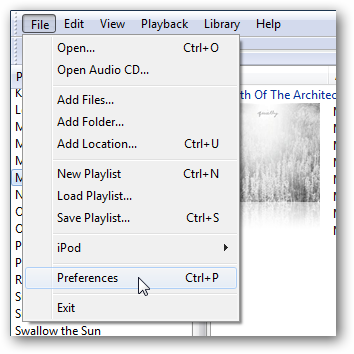 File Edit View Playback Library Help
Open... Ctrl+O
Open Audio CD...
Add Files...
Add Folder...
Add Location... Ctrl+U
New Playlist Ctrl+N
Load Playlist...
Save Playlist... Ctrl+S
iPod
Preferences Ctrl+P
Exit
th Of The Architec
Swallow the Sun